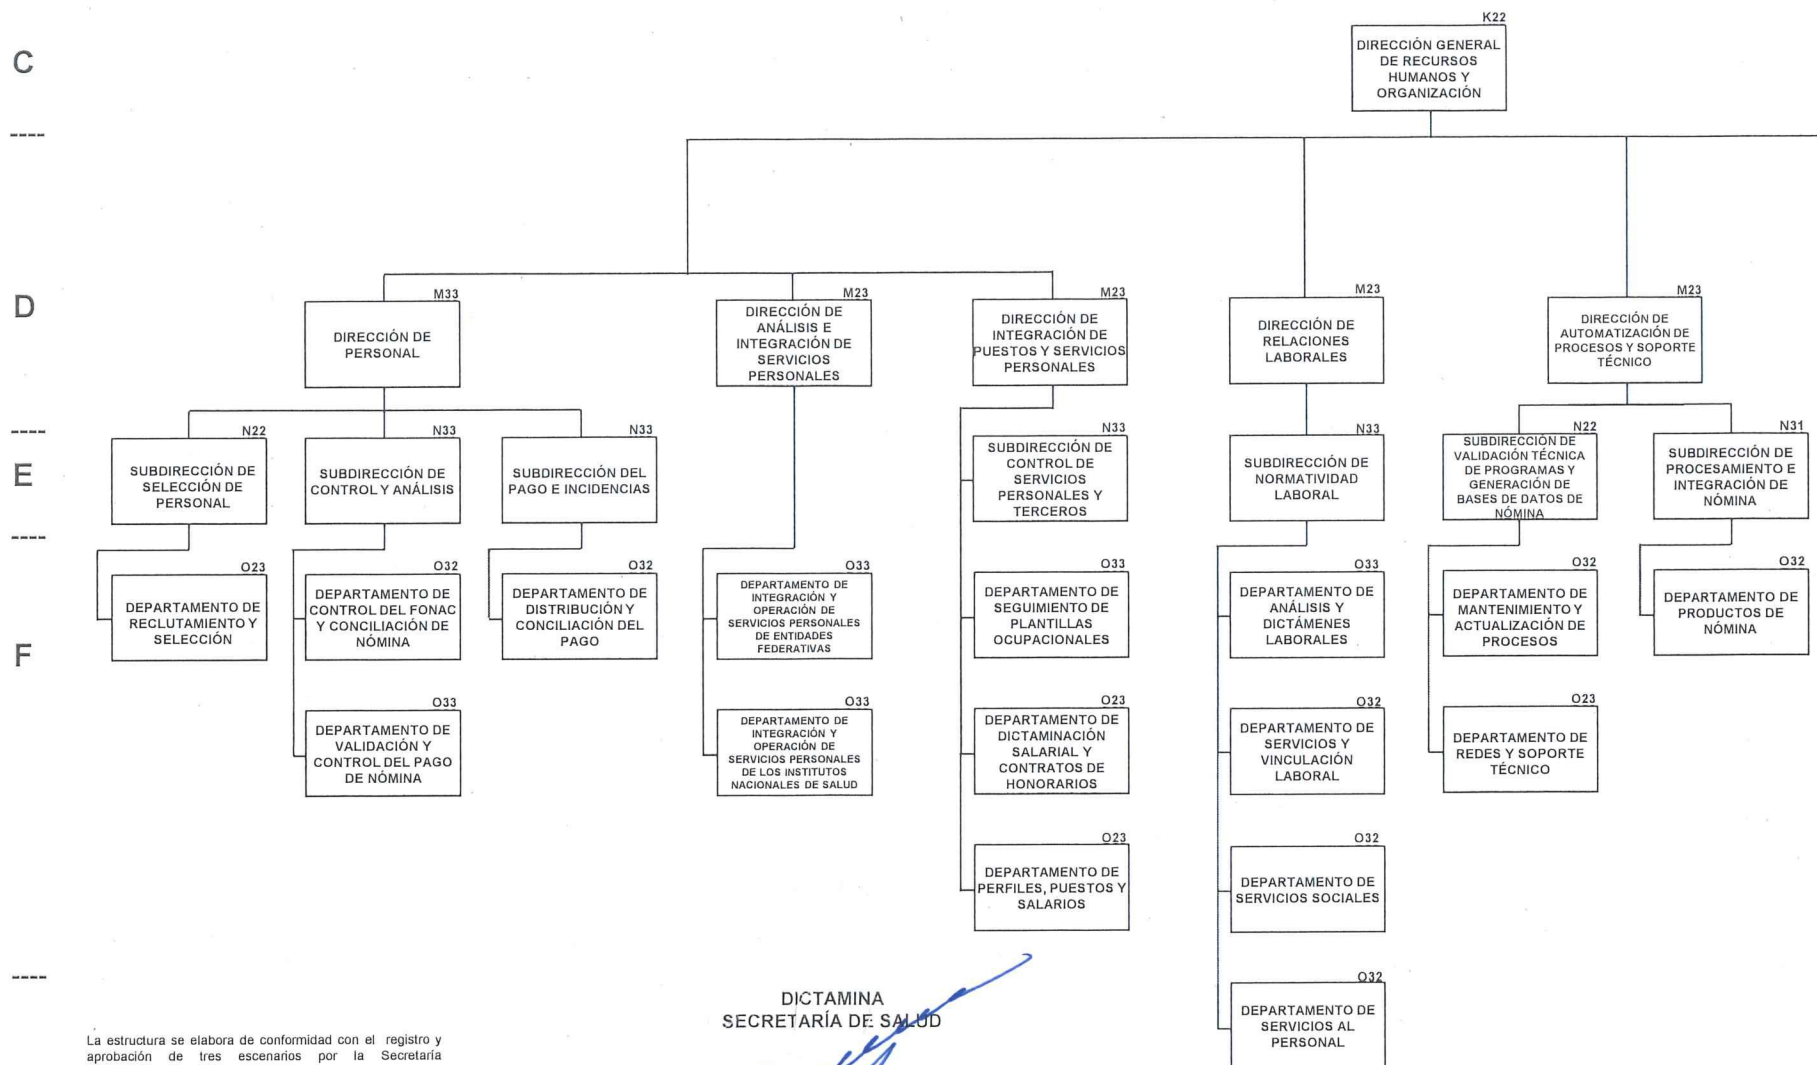 C
K22
DIRECCIÓN GENERAL
DE RECURSOS
HUMANOS Y
ORGANIZACIÓN
----
D
M33
DIRECCIÓN DE
PERSONAL
M23
DIRECCIÓN DE
ANÁLISIS E
INTEGRACIÓN DE
SERVICIOS
PERSONALES
M23
DIRECCIÓN DE
INTEGRACIÓN DE
PUESTOS Y SERVICIOS
PERSONALES
M23
DIRECCIÓN DE
RELACIONES
LABORALES
M23
DIRECCIÓN DE
AUTOMATIZACIÓN DE
PROCESOS Y SOPORTE
TÉCNICO
----
E
N22
SUBDIRECCIÓN DE
SELECCIÓN DE
PERSONAL
N33
SUBDIRECCIÓN DE
CONTROL Y ANÁLISIS
N33
SUBDIRECCIÓN DEL
PAGO E INCIDENCIAS
N33
SUBDIRECCIÓN DE
CONTROL DE
SERVICIOS
PERSONALES Y
TERCEROS
N33
SUBDIRECCIÓN DE
NORMATIVIDAD
LABORAL
N22
SUBDIRECCIÓN DE
VALIDACIÓN TÉCNICA
DE PROGRAMAS Y
GENERACIÓN DE
BASES DE DATOS DE
NÓMINA
N31
SUBDIRECCIÓN DE
PROCESAMIENTO E
INTEGRACIÓN DE
NÓMINA
----
F
O23
DEPARTAMENTO DE
RECLUTAMIENTO Y
SELECCIÓN
O32
DEPARTAMENTO DE
CONTROL DEL FONAC
Y CONCILIACIÓN DE
NÓMINA
O32
DEPARTAMENTO DE
DISTRIBUCIÓN Y
CONCILIACIÓN DEL
PAGO
O33
DEPARTAMENTO DE
INTEGRACIÓN Y
OPERACIÓN DE
SERVICIOS PERSONALES
DE ENTIDADES
FEDERATIVAS
O33
DEPARTAMENTO DE
SEGUIMIENTO DE
PLANTILLAS
OCUPACIONALES
O33
DEPARTAMENTO DE
ANÁLISIS Y
DICTÁMENES
LABORALES
O32
DEPARTAMENTO DE
MANTENIMIENTO Y
ACTUALIZACIÓN DE
PROCESOS
O32
DEPARTAMENTO DE
PRODUCTOS DE
NÓMINA
O33
DEPARTAMENTO DE
VALIDACIÓN Y
CONTROL DEL PAGO
DE NÓMINA
O33
DEPARTAMENTO DE
INTEGRACIÓN Y
OPERACIÓN DE
SERVICIOS PERSONALES
DE LOS INSTITUTOS
NACIONALES DE SALUD
O23
DEPARTAMENTO DE
DICTAMINACIÓN
SALARIAL Y
CONTRATOS DE
HONORARIOS
O32
DEPARTAMENTO DE
SERVICIOS Y
VINCULACIÓN
LABORAL
O23
DEPARTAMENTO DE
REDES Y SOPORTE
TÉCNICO
O23
DEPARTAMENTO DE
PERFILES, PUESTOS Y
SALARIOS
O32
DEPARTAMENTO DE
SERVICIOS SOCIALES
----
O32
DEPARTAMENTO DE
SERVICIOS AL
PERSONAL
DICTAMINA
SECRETARÍA DE SALUD
La estructura se elabora de conformidad con el registro y
aprobación de tres escenarios por la Secretaría